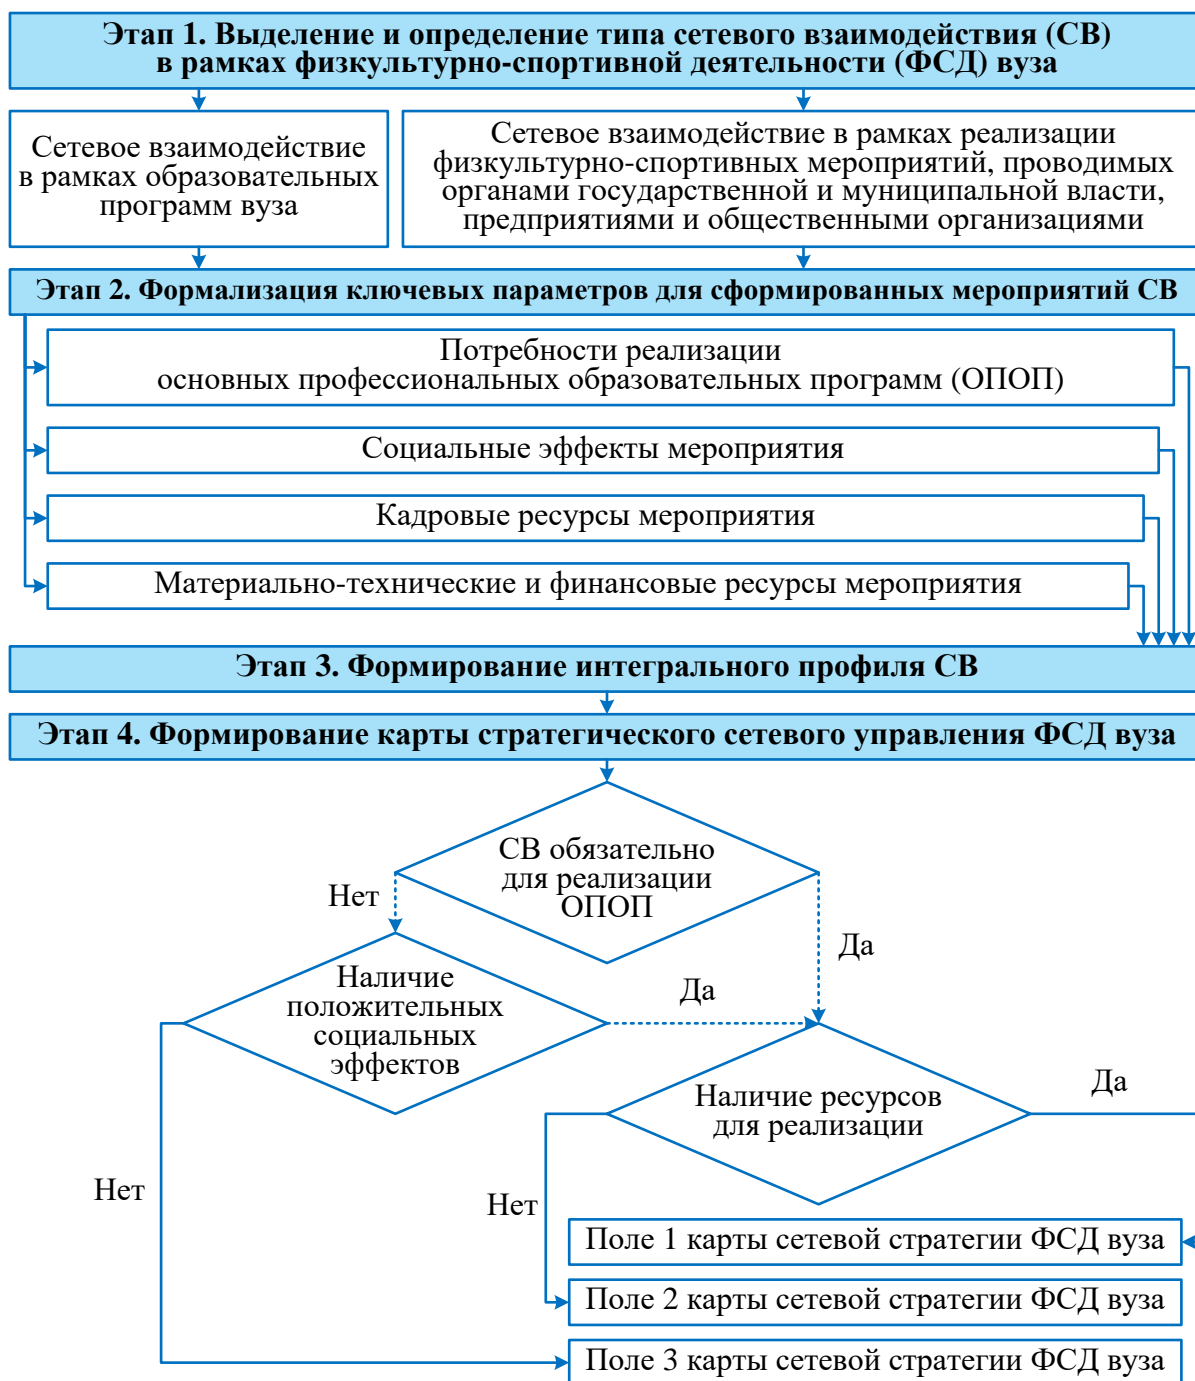 Этап 1. Выделение и определение типа сетевого взаимодействия (СВ)
в рамках физкультурно-спортивной деятельности (ФСД) вуза
Сетевое взаимодействие
в рамках образовательных
программ вуза
Сетевое взаимодействие в рамках реализации
физкультурно-спортивных мероприятий, проводимых
органами государственной и муниципальной власти,
предприятиями и общественными организациями
Этап 2. Формализация ключевых параметров для сформированных мероприятий СВ
Потребности реализации
основных профессиональных образовательных программ (ОПОП)
Социальные эффекты мероприятия
Кадровые ресурсы мероприятия
Материально-технические и финансовые ресурсы мероприятия
Этап 3. Формирование интегрального профиля СВ
Этап 4. Формирование карты стратегического сетевого управления ФСД вуза
СВ обязательно
для реализации
ОПОП
Нет
Да
Наличие
положительных
социальных
эффектов
Да
Наличие ресурсов
для реализации
Да
Нет
Нет
Поле 1 карты сетевой стратегии ФСД вуза
Поле 2 карты сетевой стратегии ФСД вуза
Поле 3 карты сетевой стратегии ФСД вуза